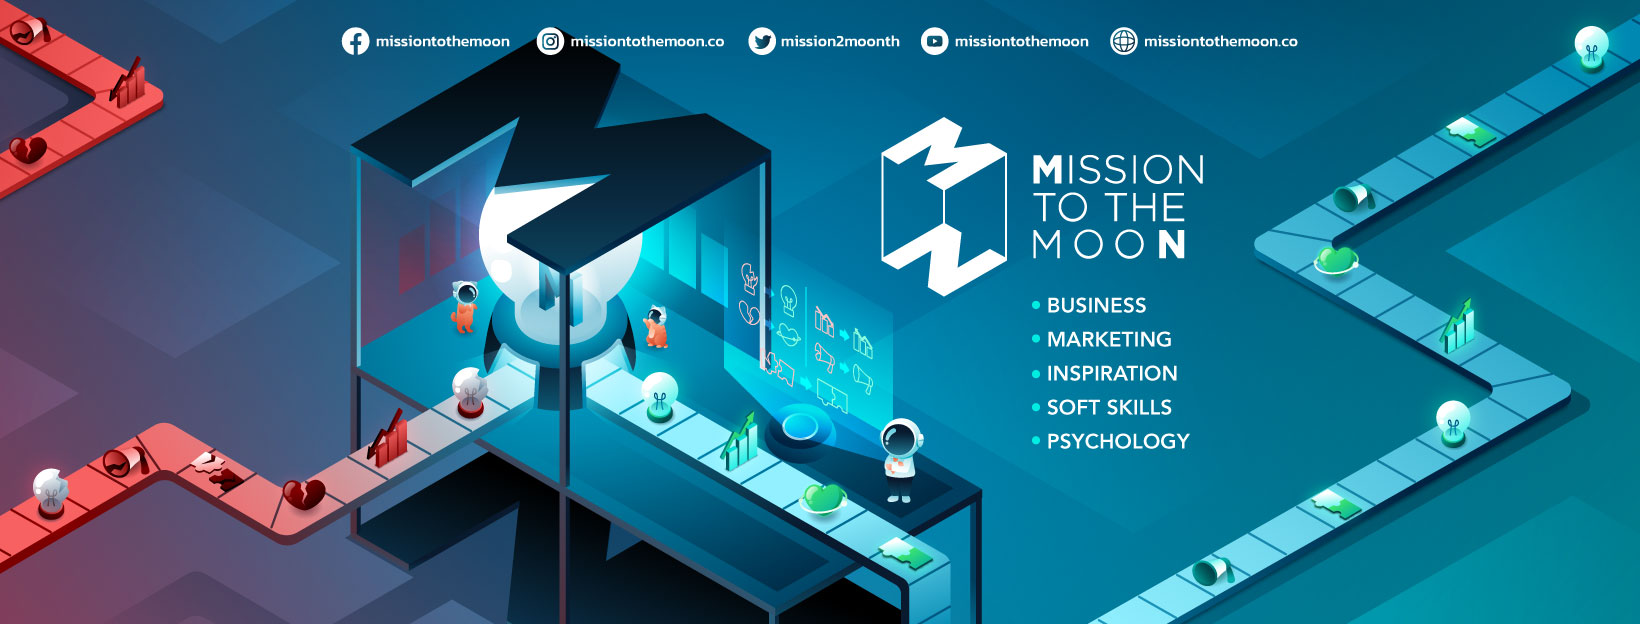 missiontothemoon
missiontothemoon.co
mission2moonth
missiontothemoon
missiontothemoon.co
MISSION
TO THE
MOON
BUSINESS
MARKETING
INSPIRATION
SOFT SKILLS
PSYCHOLOGY